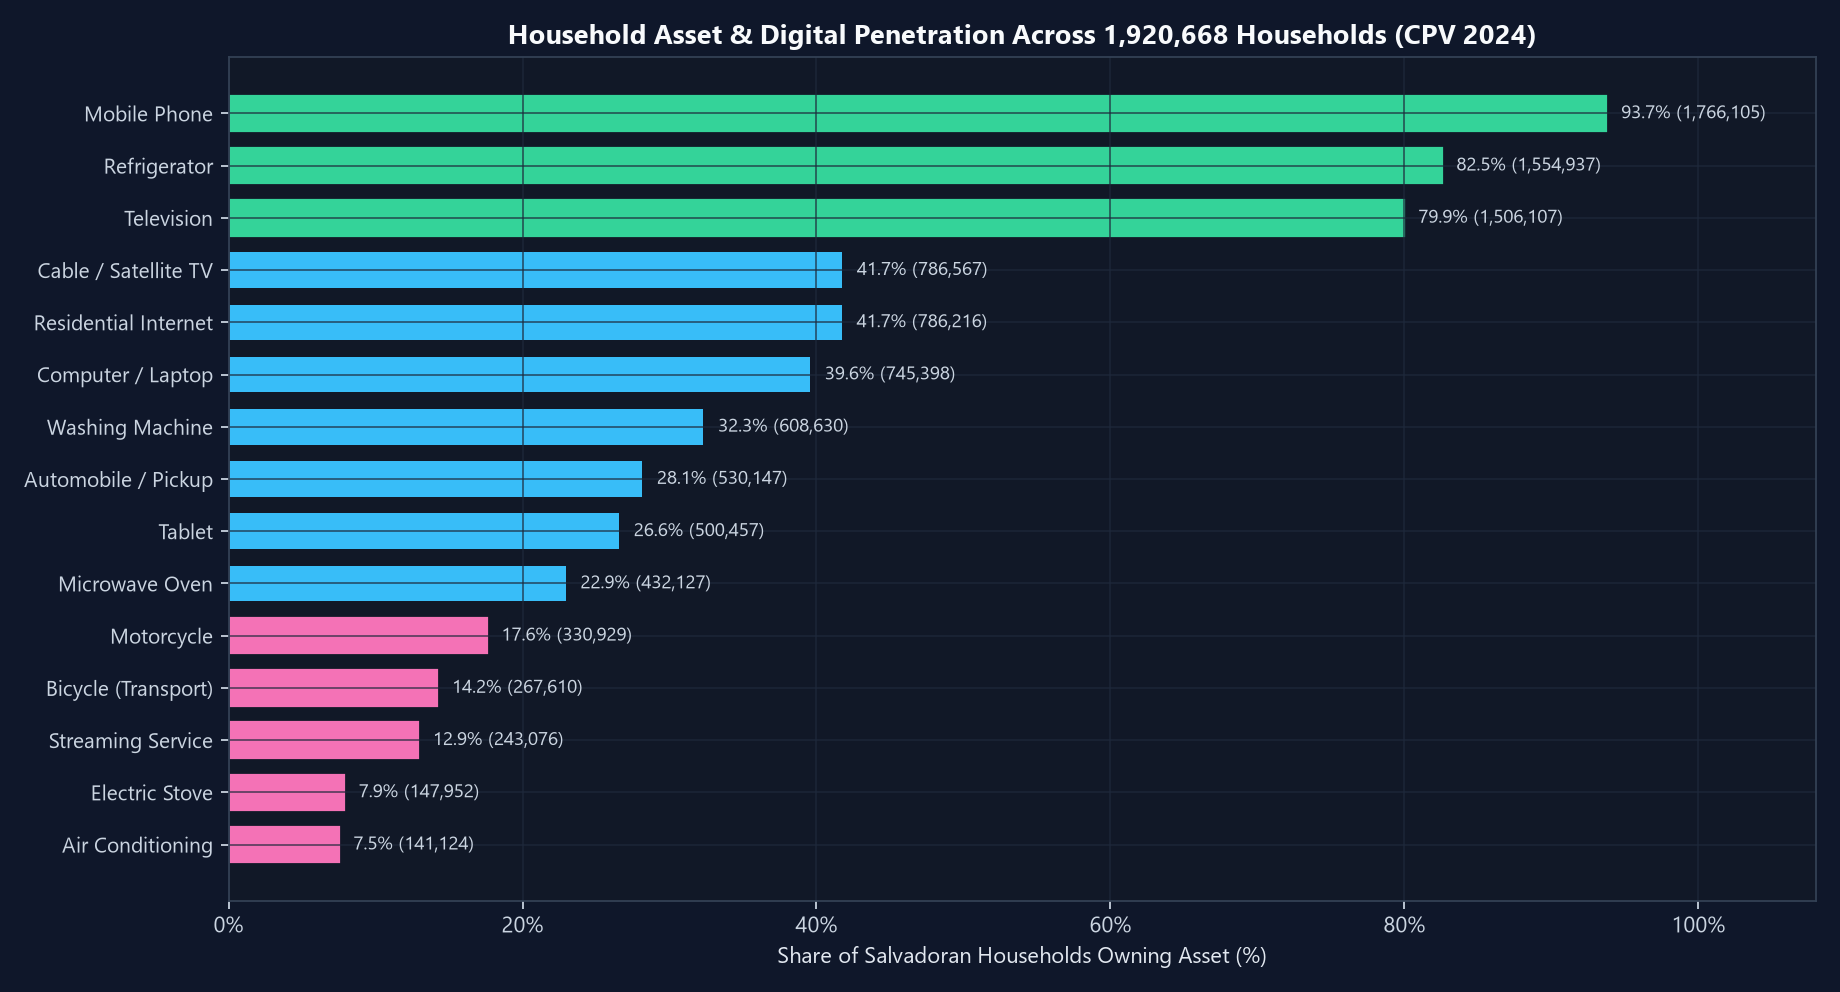 Household Asset & Digital Penetration Across 1,920,668 Households (CPV 2024)
Mobile Phone 93.7% (1,766,105)
Refrigerator 82.5% (1,554,937)
Television 79.9% (1,506,107)
Cable / Satellite TV 41.7% (786,567)
Residential Internet 41.7% (786,216)
Computer / Laptop 39.6% (745,398)
Washing Machine 32.3% (608,630)
Automobile / Pickup 28.1% (530,147)
Tablet 26.6% (500,457)
Microwave Oven 22.9% (432,127)
Motorcycle 17.6% (330,929)
Bicycle (Transport) 14.2% (267,610)
Streaming Service 12.9% (243,076)
Electric Stove 7.9% (147,952)
Air Conditioning 7.5% (141,124)
0% 20% 40% 60% 80% 100%
Share of Salvadoran Households Owning Asset (%)